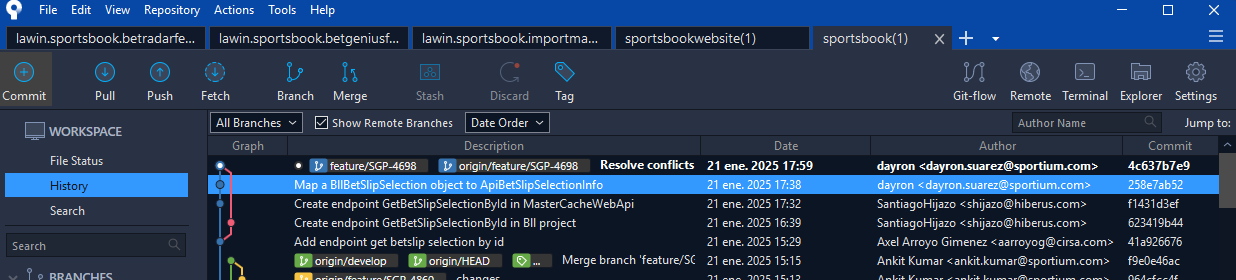 File Edit View Repository Actions Tools Help
lawin.sportsbook.betradarfe... lawin.sportsbook.betgeniusf... lawin.sportsbook.importma... sportsbookwebsite(1) sportsbook(1)
Commit Pull Push Fetch Branch Merge Stash Discard Tag Git-flow Remote Terminal Explorer Settings
WORKSPACE
File Status
History
Search
Search
BRANCHES
All Branches Show Remote Branches Date Order Author Name Jump to:
Graph Description Date Author Commit
feature/SGP-4698 origin/feature/SGP-4698 Resolve conflicts 21 ene. 2025 17:59 dayron <dayron.suarez@sportium.com> 4c637b7e9
Map a BllBetSlipSelection object to ApiBetSlipSelectionInfo 21 ene. 2025 17:38 dayron <dayron.suarez@sportium.com> 258e7ab52
Create endpoint GetBetSlipSelectionById in MasterCacheWebApi 21 ene. 2025 17:32 SantiagoHijazo <shijazo@hiberus.com> f1431d3ef
Create endpoint GetBetSlipSelectionById in Bll project 21 ene. 2025 16:39 SantiagoHijazo <shijazo@hiberus.com> 623419b44
Add endpoint get betslip selection by id 21 ene. 2025 15:29 Axel Arroyo Gimenez <aarroyog@cirsa.com> 41a926676
origin/develop origin/HEAD ... Merge branch 'feature/SG 21 ene. 2025 15:15 Ankit Kumar <ankit.kumar@sportium.com> f9e0e46ac
origin/feature/SGP-4860 changes 21 ene. 2025 15:13 Ankit Kumar <ankit.kumar@sportium.com>